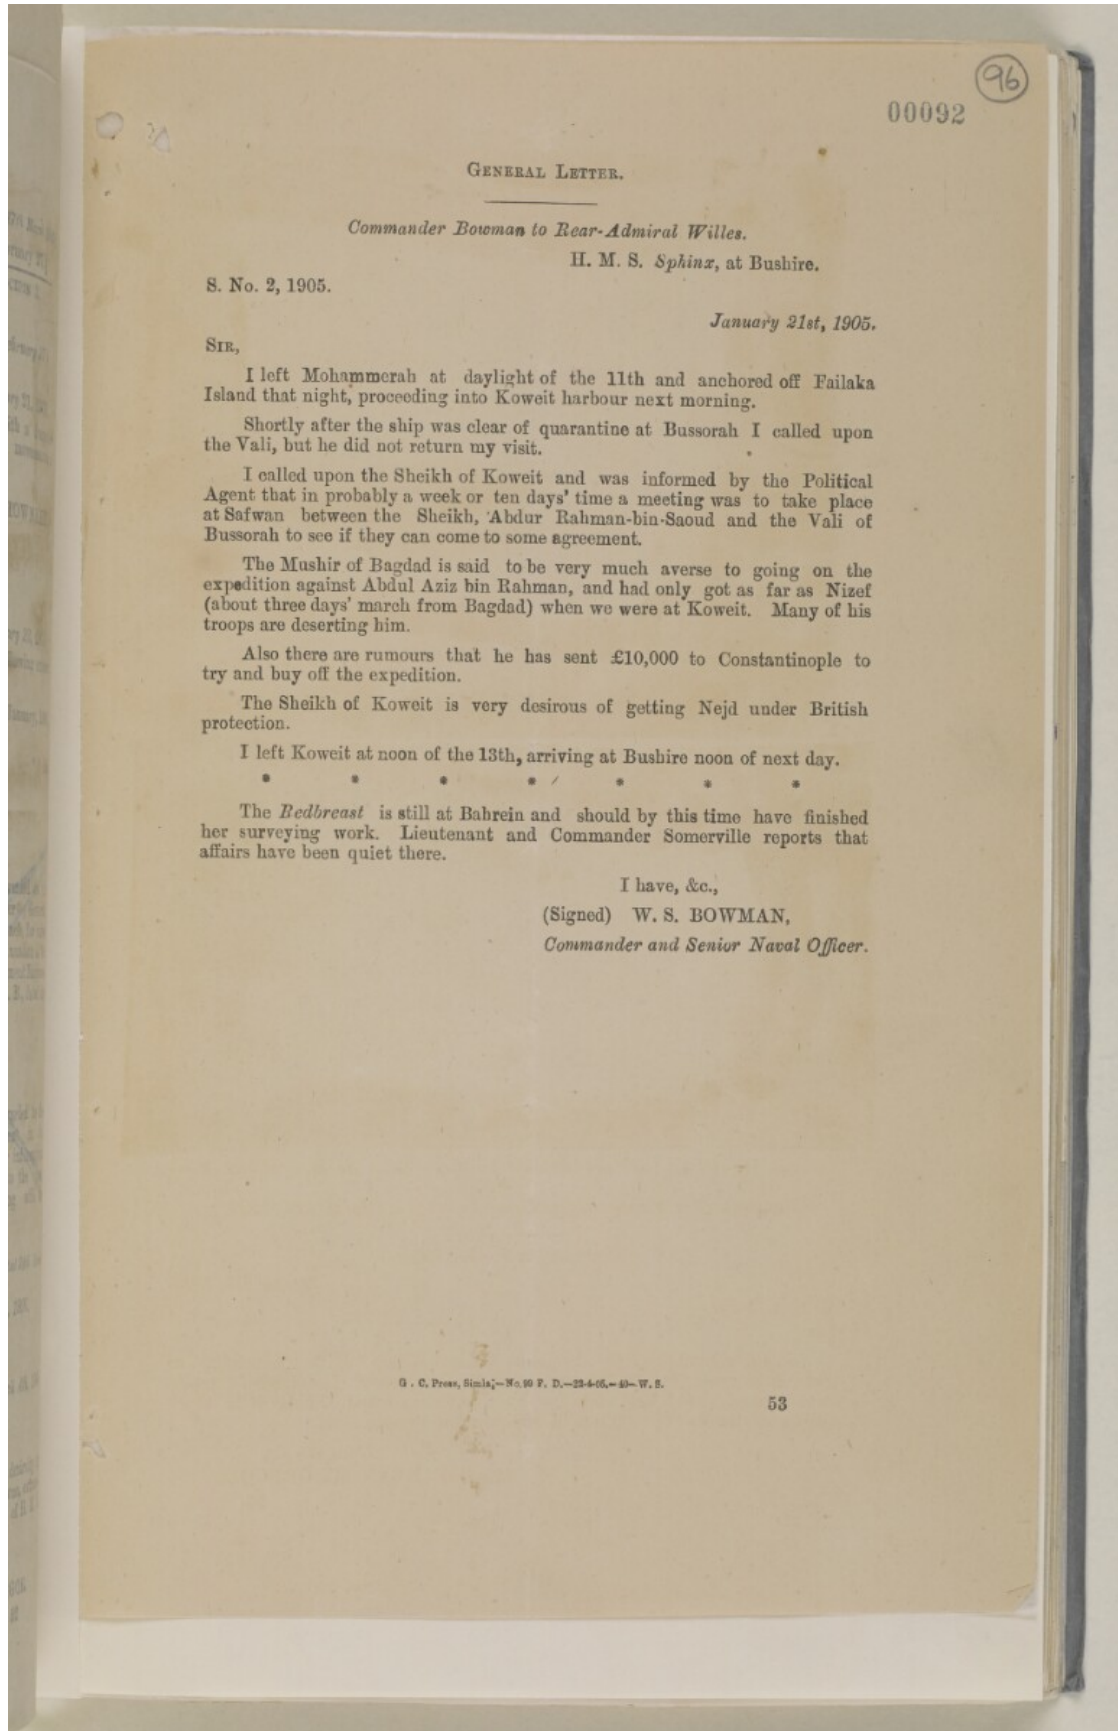 96
00092
GENERAL LETTER.
Commander Bowman to Rear-Admiral Willes.
H. M. S. Sphinx, at Bushire.
S. No. 2, 1905.
January 21st, 1905.
SIR,
I left Mohammerah at daylight of the 11th and anchored off Failaka
Island that night, proceeding into Koweit harbour next morning.
Shortly after the ship was clear of quarantine at Bussorah I called upon
the Vali, but he did not return my visit.
I called upon the Sheikh of Koweit and was informed by the Political
Agent that in probably a week or ten days' time a meeting was to take place
at Safwan between the Sheikh, 'Abdur Rahman-bin-Saoud and the Vali of
Bussorah to see if they can come to some agreement.
The Mushir of Bagdad is said to be very much averse to going on the
expedition against Abdul Aziz bin Rahman, and had only got as far as Nizef
(about three days' march from Bagdad) when we were at Koweit. Many of his
troops are deserting him.
Also there are rumours that he has sent £10,000 to Constantinople to
try and buy off the expedition.
The Sheikh of Koweit is very desirous of getting Nejd under British
protection.
I left Koweit at noon of the 13th, arriving at Bushire noon of next day.
* * * * * * *
The Redbreast is still at Bahrein and should by this time have finished
her surveying work. Lieutenant and Commander Somerville reports that
affairs have been quiet there.
I have, &c.,
(Signed) W. S. BOWMAN,
Commander and Senior Naval Officer.
G. C. Press, Simla;—No. 99 F. D.—22-4-05.—49—W. S.
53